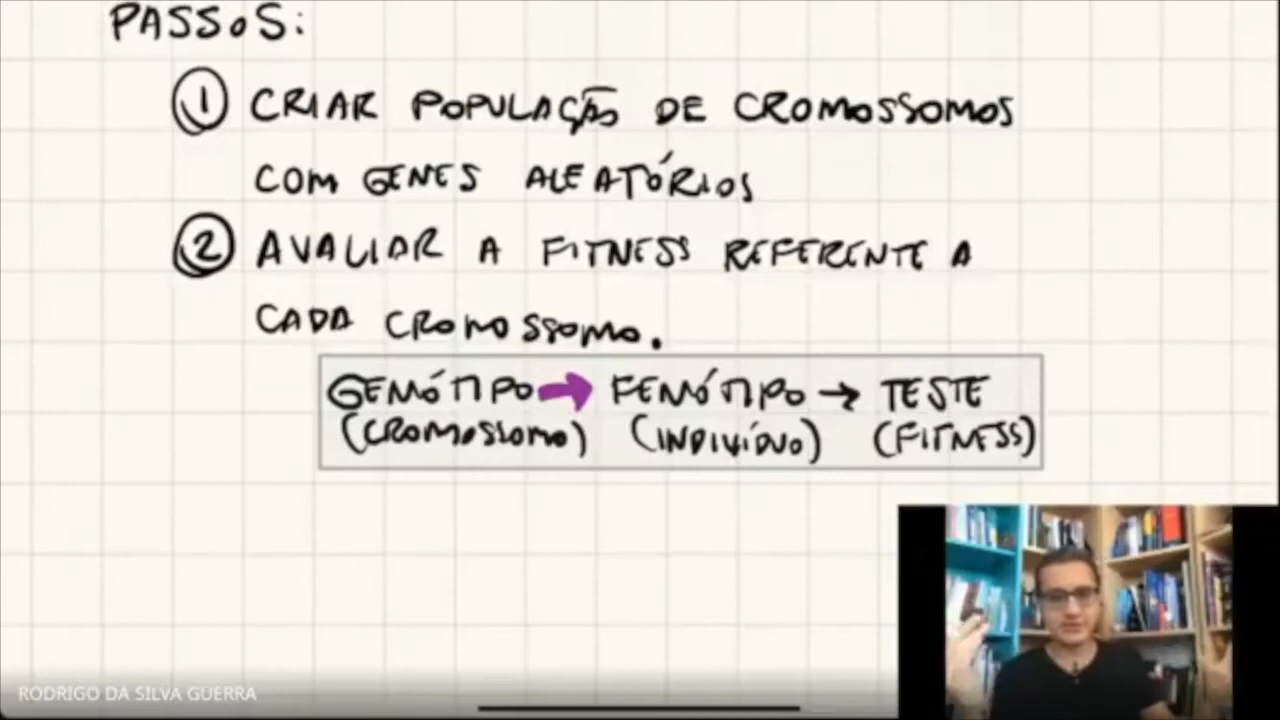 PASSOS:
① CRIAR POPULAÇÃO DE CROMOSSOMOS
COM GENES ALEATÓRIOS
② AVALIAR A FITNESS REFERENTE A
CADA CROMOSSOMO.
GENÓTIPO → FENÓTIPO → TESTE
(CROMOSSOMO) (INDIVÍDUO) (FITNESS)
RODRIGO DA SILVA GUERRA